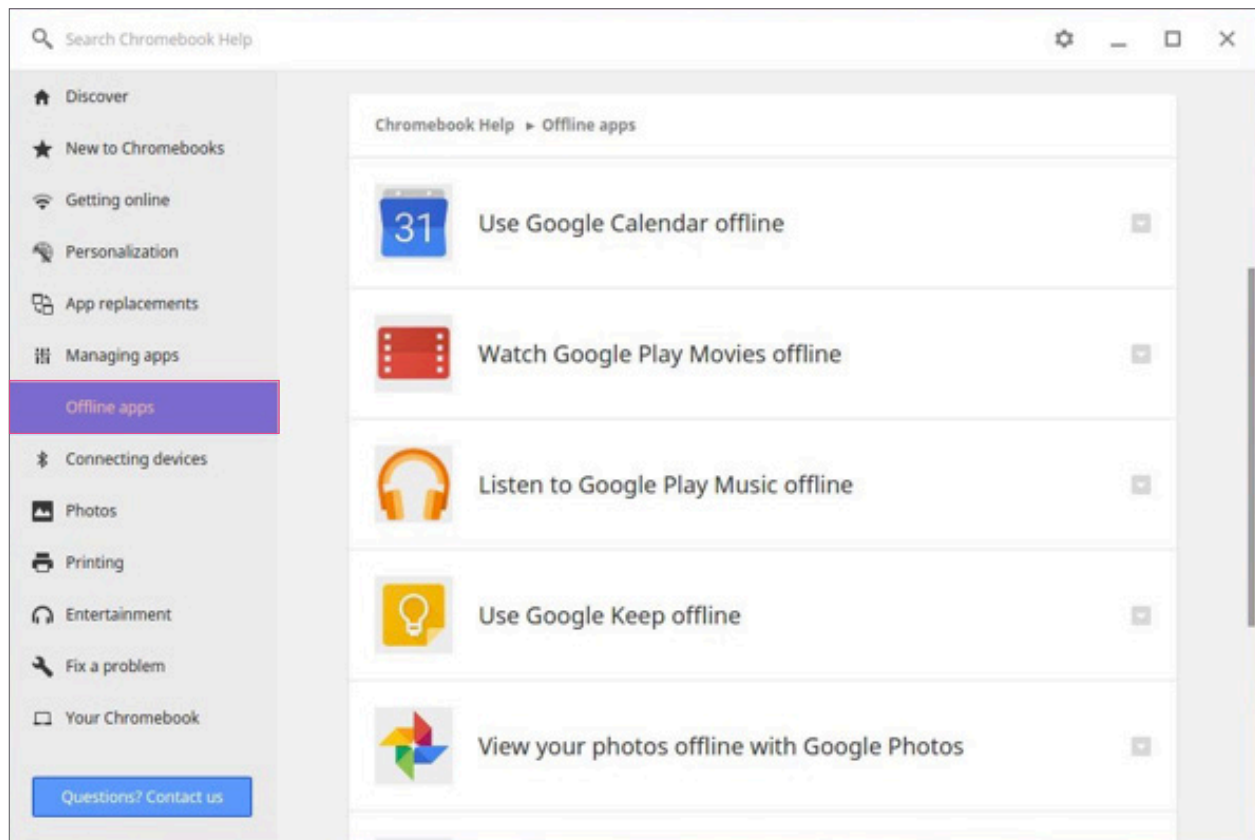 Search Chromebook Help
Discover
New to Chromebooks
Getting online
Personalization
App replacements
Managing apps
Offline apps
Connecting devices
Photos
Printing
Entertainment
Fix a problem
Your Chromebook
Questions? Contact us
Chromebook Help ▸ Offline apps
31
Use Google Calendar offline
Watch Google Play Movies offline
Listen to Google Play Music offline
Use Google Keep offline
View your photos offline with Google Photos